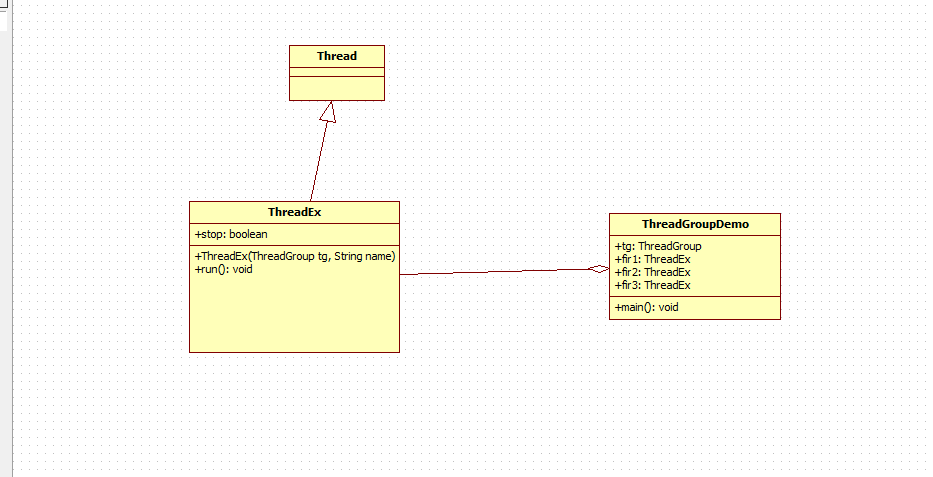 Thread
ThreadEx
+stop: boolean
+ThreadEx(ThreadGroup tg, String name)
+run(): void
ThreadGroupDemo
+tg: ThreadGroup
+fir1: ThreadEx
+fir2: ThreadEx
+fir3: ThreadEx
+main(): void